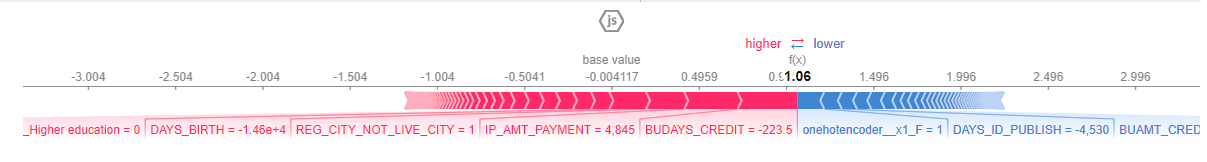 js
higher lower
base value f(x)
-3.004 -2.504 -2.004 -1.504 -1.004 -0.5041 -0.004117 0.4959 0.9 1.06 1.496 1.996 2.496 2.996
_Higher education = 0 DAYS_BIRTH = -1.46e+4 REG_CITY_NOT_LIVE_CITY = 1 IP_AMT_PAYMENT = 4,845 BUDAYS_CREDIT = -223.5 onehotencoder__x1_F = 1 DAYS_ID_PUBLISH = -4,530 BUAMT_CRED